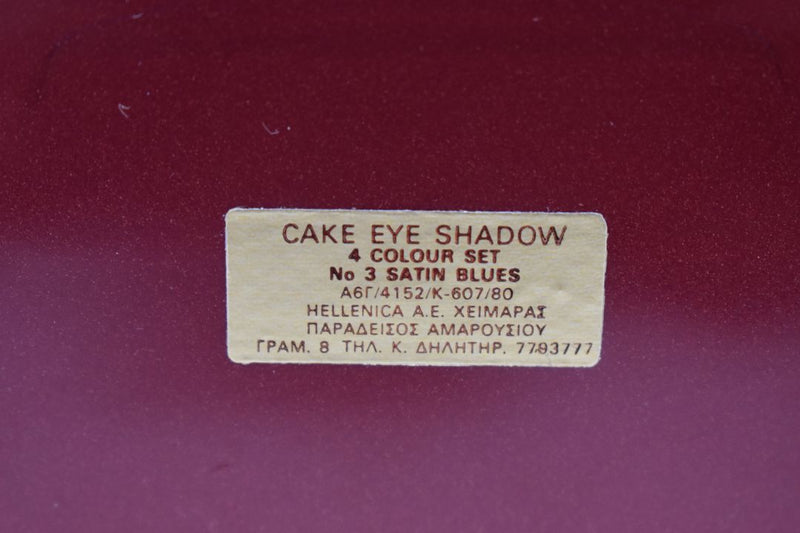 CAKE EYE SHADOW
4 COLOUR SET
No 3 SATIN BLUES
Α6Γ/4152/Κ-607/80
HELLENICA A.E. ΧΕΙΜΑΡΑΣ
ΠΑΡΑΔΕΙΣΟΣ ΑΜΑΡΟΥΣΙΟΥ
ΓΡΑΜ. 8 ΤΗΛ. Κ. ΔΗΛΗΤΗΡ. 7793777